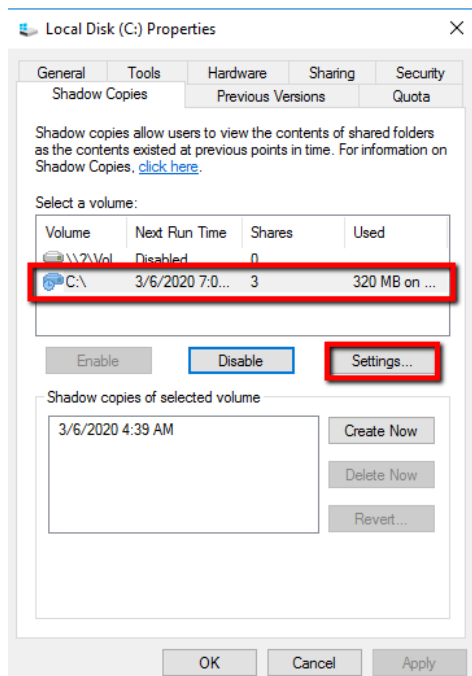 Local Disk (C:) Properties
General Tools Hardware Sharing Security
Shadow Copies Previous Versions Quota
Shadow copies allow users to view the contents of shared folders
as the contents existed at previous points in time. For information on
Shadow Copies, click here.
Select a volume:
Volume Next Run Time Shares Used
\\?\Vol... Disabled 0
C:\ 3/6/2020 7:0... 3 320 MB on ...
Enable Disable Settings...
Shadow copies of selected volume
3/6/2020 4:39 AM
Create Now
Delete Now
Revert...
OK Cancel Apply